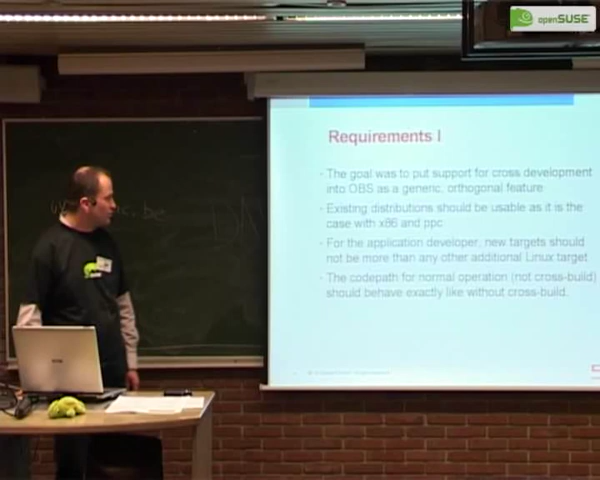 openSUSE
Requirements I
The goal was to put support for cross development
into OBS as a generic, orthogonal feature
Existing distributions should be usable as it is the
case with x86 and ppc
For the application developer, new targets should
not be more than any other additional Linux target
The codepath for normal operation (not cross-build)
should behave exactly like without cross-build.